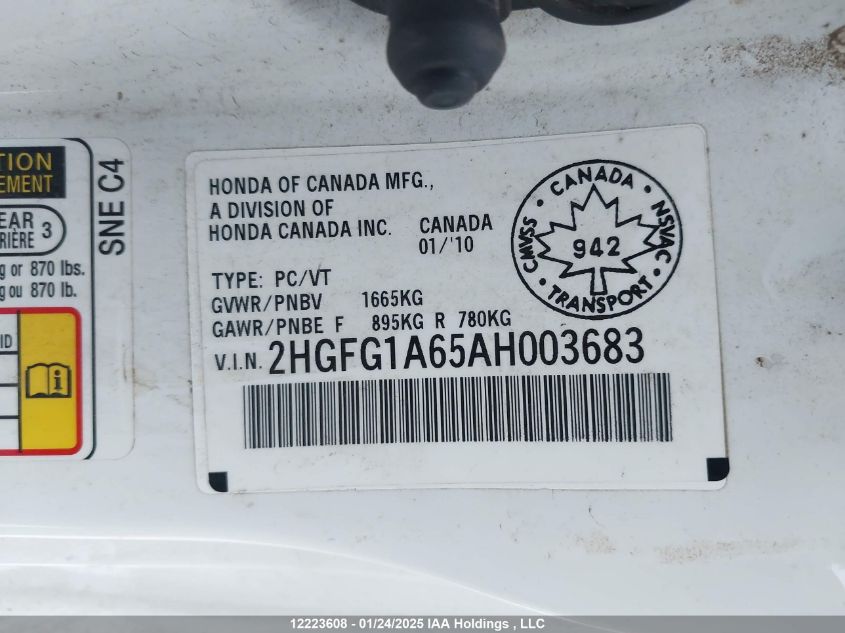 TION
EMENT
EAR
RIÈRE 3
g or 870 lbs.
g ou 870 lb.
ID
SNE C4
HONDA OF CANADA MFG.,
A DIVISION OF
HONDA CANADA INC. CANADA
01/'10
TYPE: PC/VT
GVWR/PNBV 1665KG
GAWR/PNBE F 895KG R 780KG
V.I.N. 2HGFG1A65AH003683
CMVSS • CANADA • NSVAC • TRANSPORT •
942
12223608 - 01/24/2025 IAA Holdings , LLC